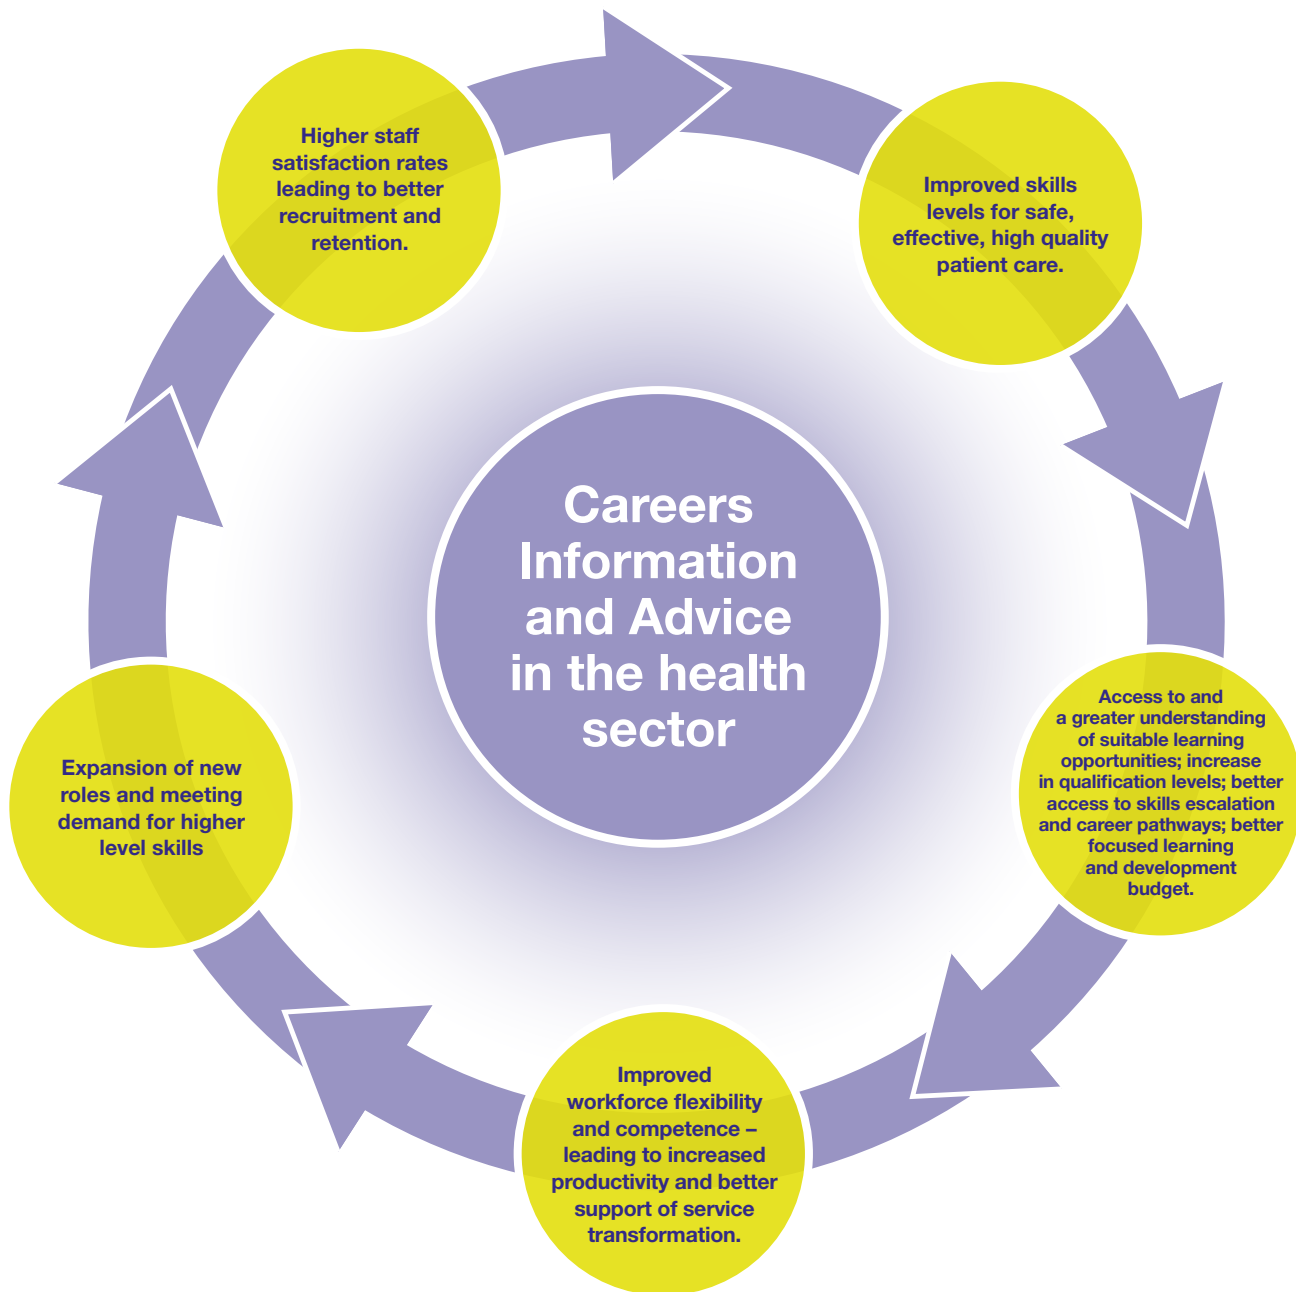 Higher staff
satisfaction rates
leading to better
recruitment and
retention.
Improved skills
levels for safe,
effective, high quality
patient care.
Careers
Information
and Advice
in the health
sector
Access to and
a greater understanding
of suitable learning
opportunities; increase
in qualification levels; better
access to skills escalation
and career pathways; better
focused learning
and development
budget.
Expansion of new
roles and meeting
demand for higher
level skills
Improved
workforce flexibility
and competence –
leading to increased
productivity and better
support of service
transformation.